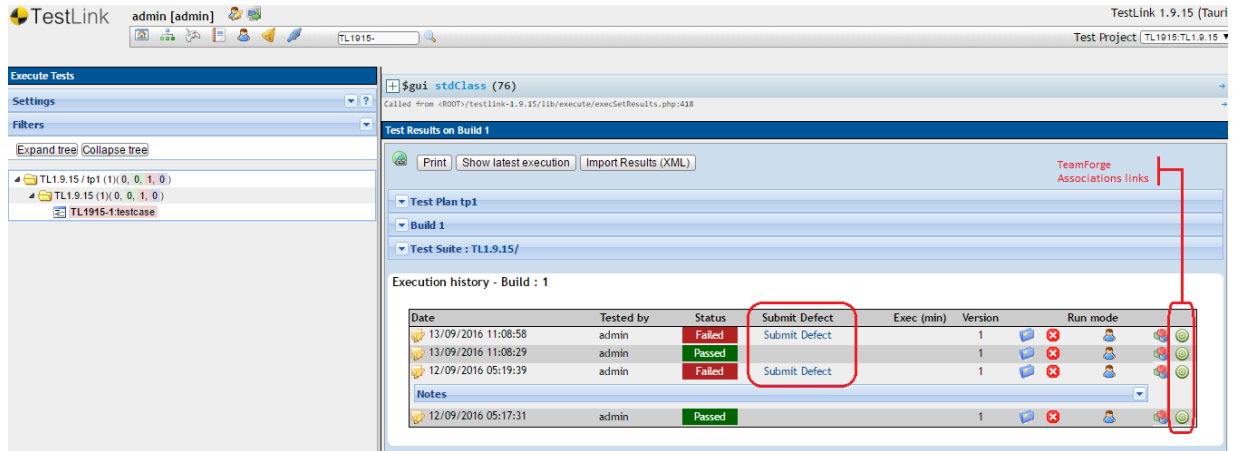 TestLink admin [admin] TestLink 1.9.15 (Tauri
TL1915- Test Project TL1915:TL1.9.15
Execute Tests
Settings ?
Filters
Expand tree Collapse tree
TL1.9.15 / tp1 (1)( 0, 0, 1, 0 )
TL1.9.15 (1)( 0, 0, 1, 0 )
TL1915-1:testcase
$gui stdClass (76)
Called from <ROOT>/testlink-1.9.15/lib/execute/execSetResults.php:418
Test Results on Build 1
Print Show latest execution Import Results (XML)
TeamForge
Associations links
Test Plan tp1
Build 1
Test Suite : TL1.9.15/
Execution history - Build : 1
Date Tested by Status Submit Defect Exec (min) Version Run mode
13/09/2016 11:08:58 admin Failed Submit Defect 1
13/09/2016 11:08:29 admin Passed 1
12/09/2016 05:19:39 admin Failed Submit Defect 1
Notes
12/09/2016 05:17:31 admin Passed 1